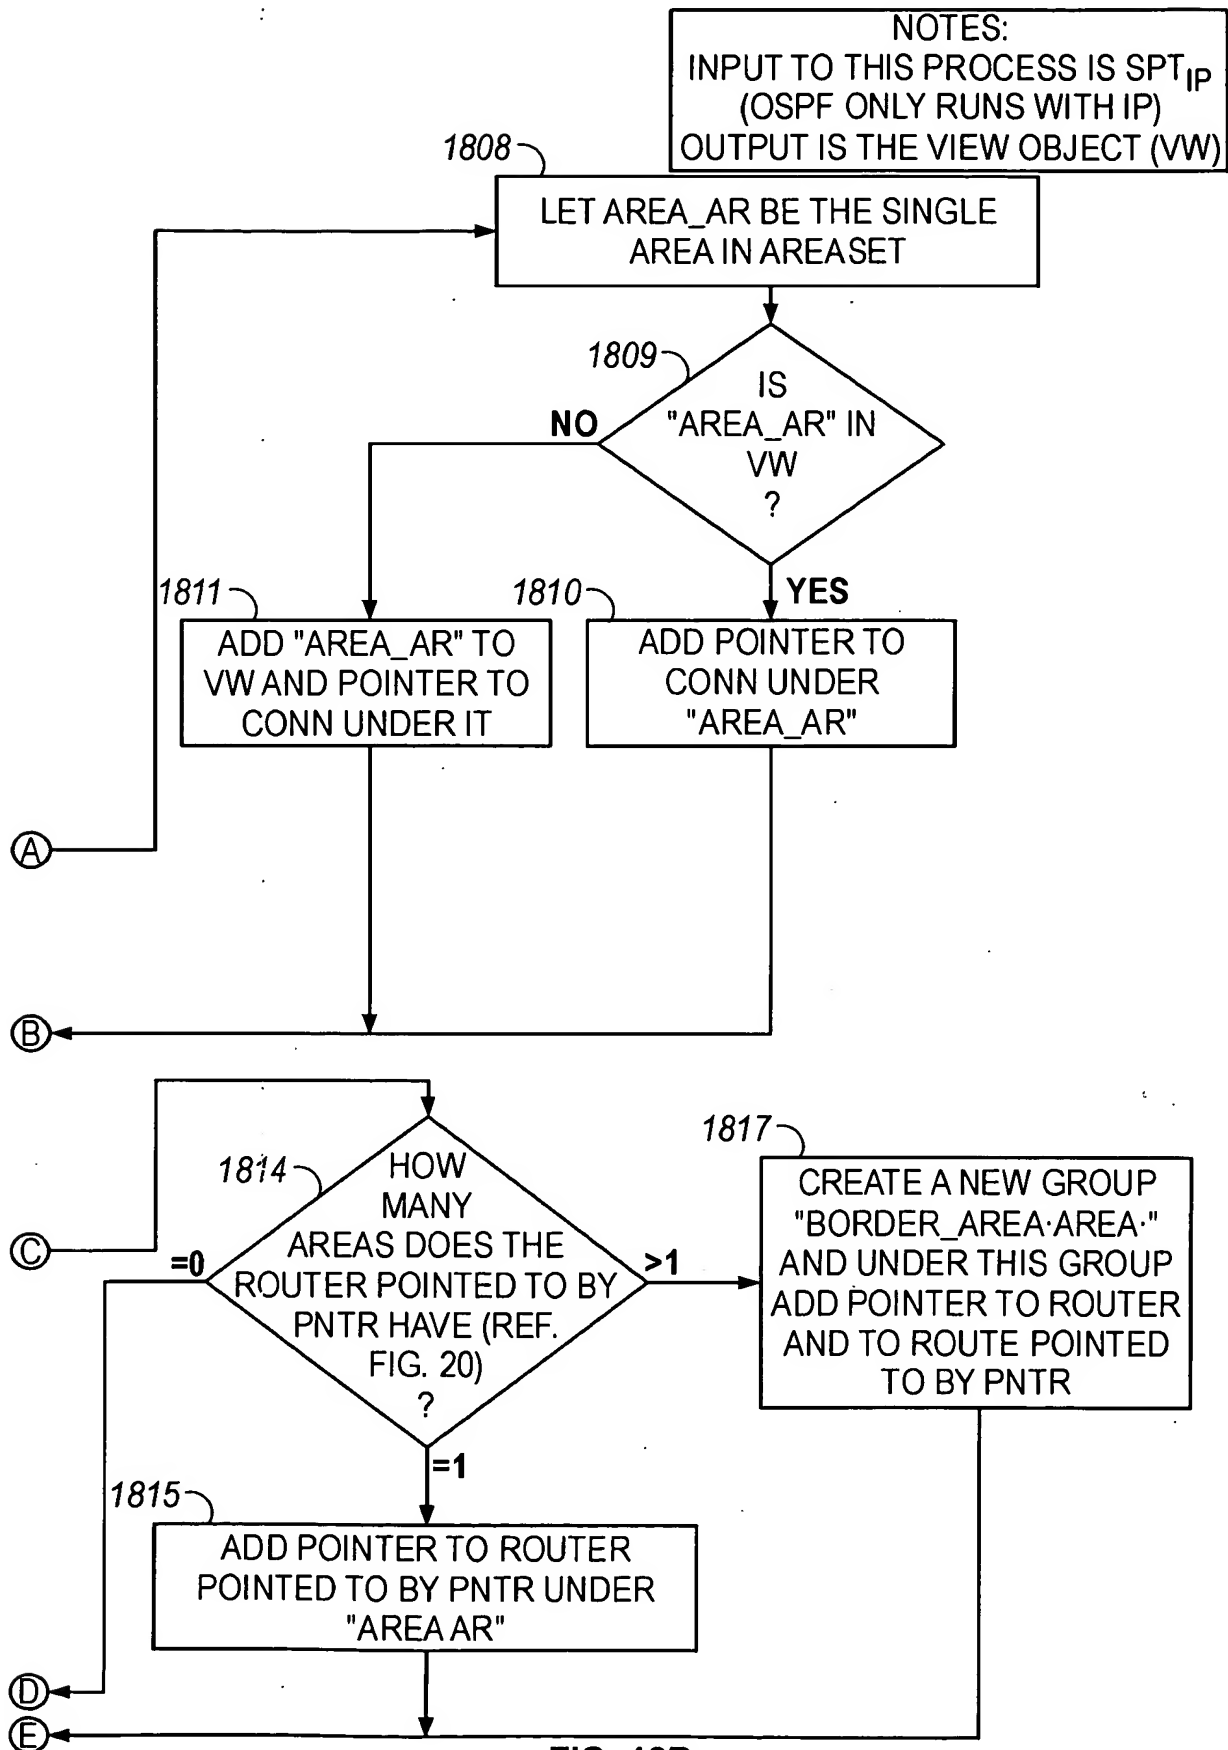 NOTES:
INPUT TO THIS PROCESS IS SPTIP
(OSPF ONLY RUNS WITH IP)
OUTPUT IS THE VIEW OBJECT (VW)
1808
LET AREA_AR BE THE SINGLE
AREA IN AREASET
1809
IS
"AREA_AR" IN
VW
?
NO
YES
1811
ADD "AREA_AR" TO
VW AND POINTER TO
CONN UNDER IT
1810
ADD POINTER TO
CONN UNDER
"AREA_AR"
A
B
1814
HOW
MANY
AREAS DOES THE
ROUTER POINTED TO BY
PNTR HAVE (REF.
FIG. 20)
?
C
=0
>1
=1
1817
CREATE A NEW GROUP
"BORDER_AREA·AREA·"
AND UNDER THIS GROUP
ADD POINTER TO ROUTER
AND TO ROUTE POINTED
TO BY PNTR
1815
ADD POINTER TO ROUTER
POINTED TO BY PNTR UNDER
"AREA AR"
D
E